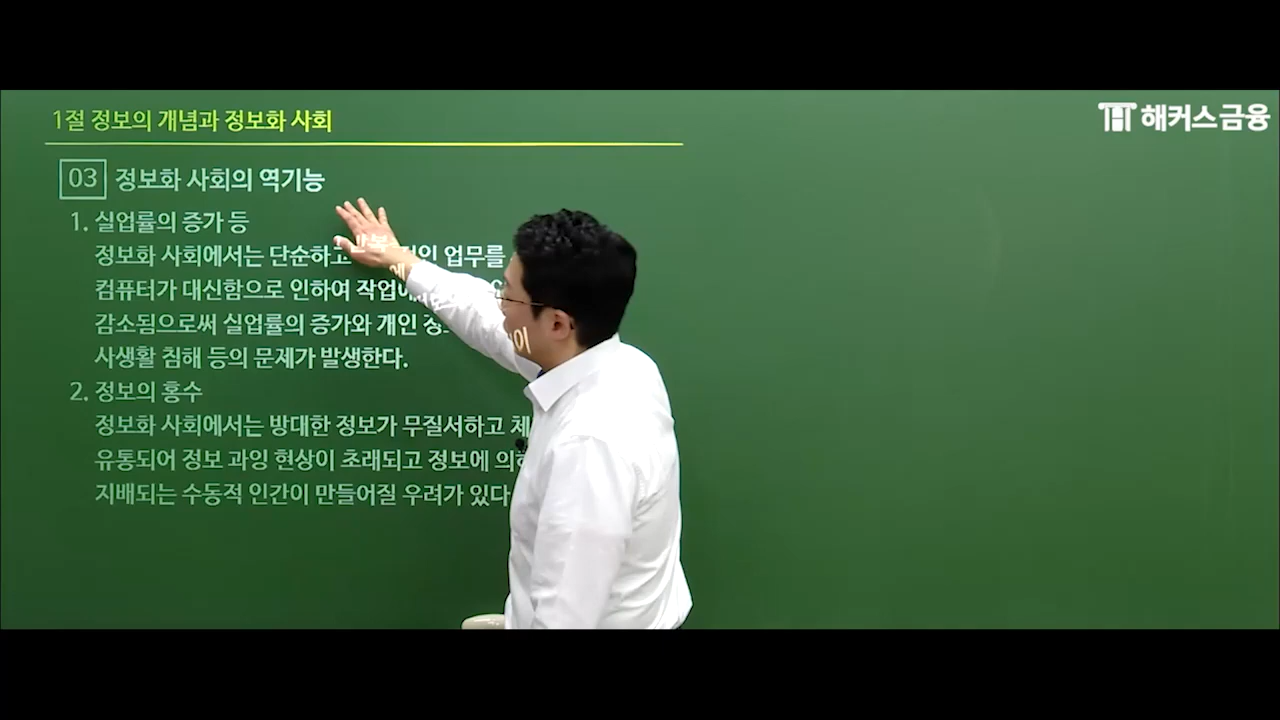 1절 정보의 개념과 정보화 사회
해커스금융
03 정보화 사회의 역기능
1. 실업률의 증가 등
정보화 사회에서는 단순하고 업무를
컴퓨터가 대신함으로 인하여
감소됨으로써 실업률의 증가와 개인
사생활 침해 등의 문제가 발생한다.
2. 정보의 홍수
정보화 사회에서는 방대한 정보가 무질서하고
유통되어 정보 과잉 현상이 초래되고 정보에
지배되는 수동적 인간이 만들어질 우려가 있다